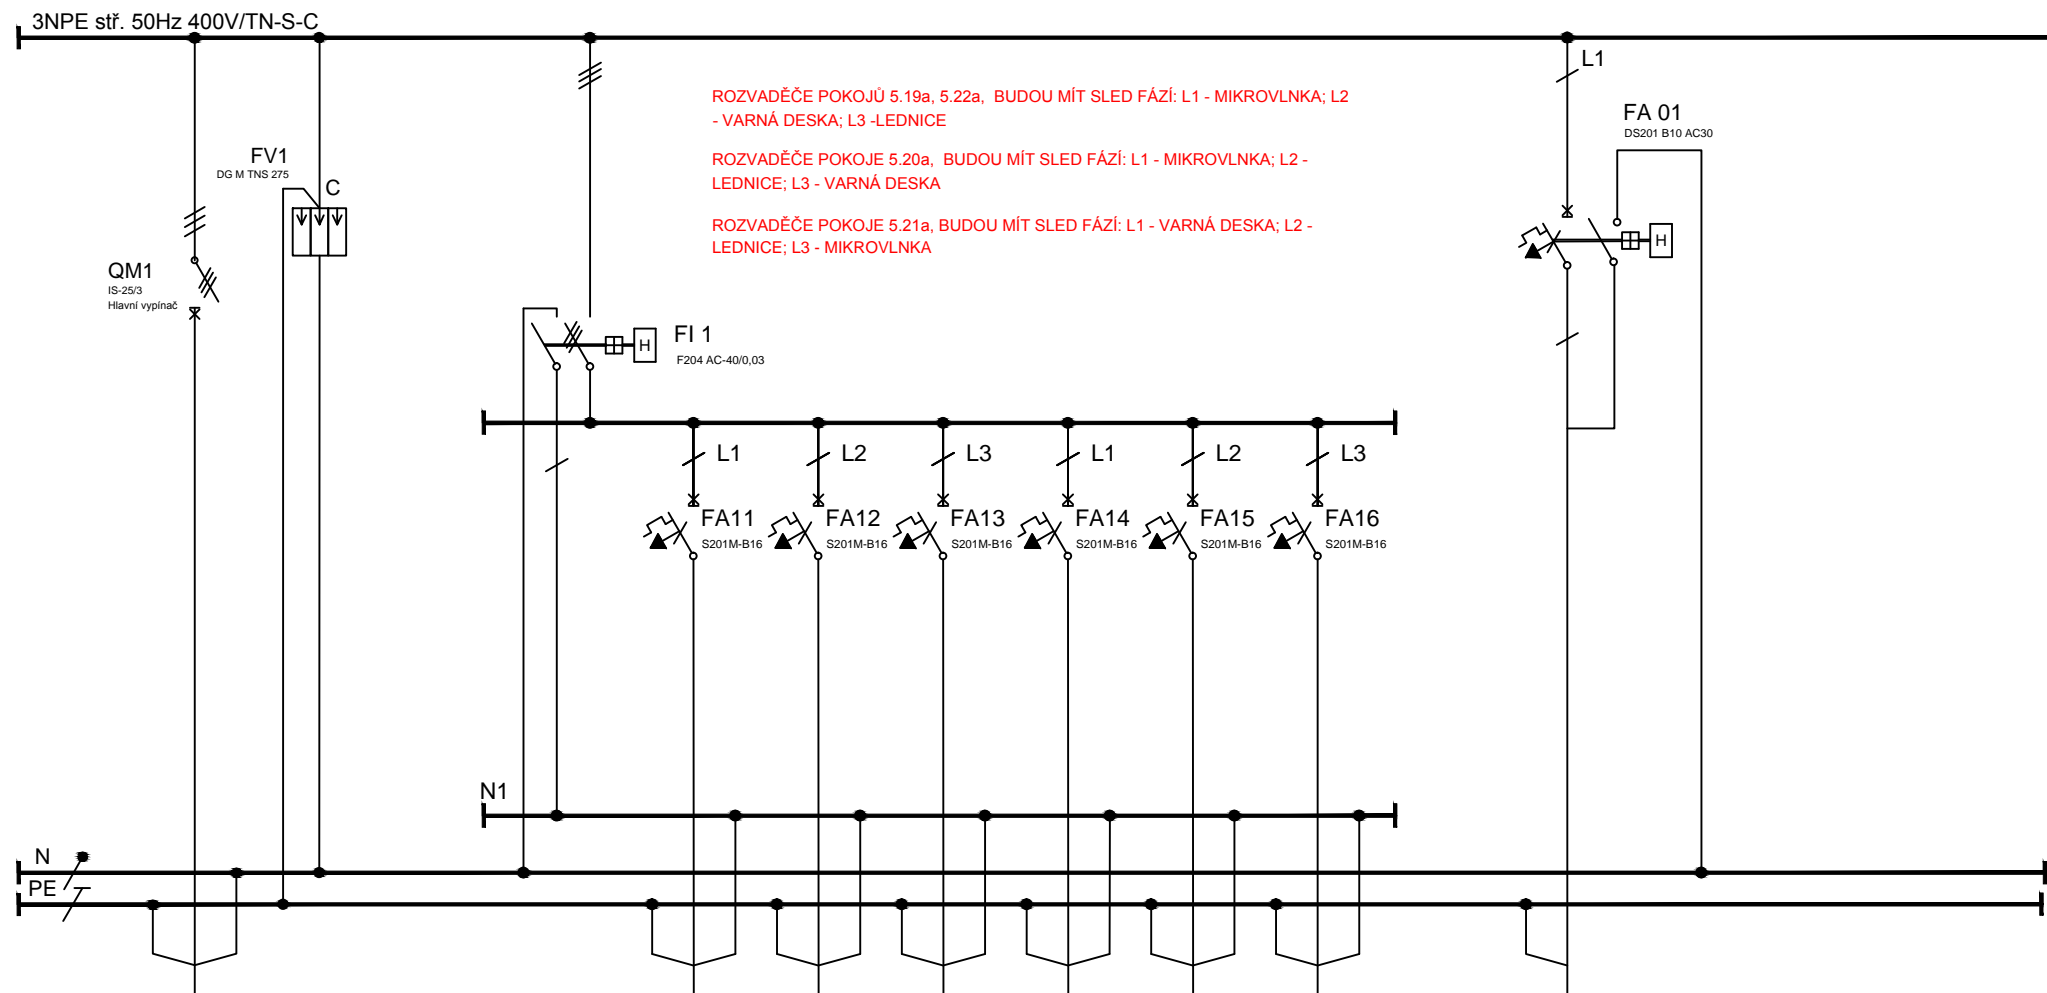 3NPE stř. 50Hz 400V/TN-S-C
L1
ROZVADĚČE POKOJŮ 5.19a, 5.22a, BUDOU MÍT SLED FÁZÍ: L1 - MIKROVLNKA; L2
- VARNÁ DESKA; L3 -LEDNICE
ROZVADĚČE POKOJE 5.20a, BUDOU MÍT SLED FÁZÍ: L1 - MIKROVLNKA; L2 -
LEDNICE; L3 - VARNÁ DESKA
ROZVADĚČE POKOJE 5.21a, BUDOU MÍT SLED FÁZÍ: L1 - VARNÁ DESKA; L2 -
LEDNICE; L3 - MIKROVLNKA
FA 01
DS201 B10 AC30
FV1
DG M TNS 275
C
H
QM1
IS-25/3
Hlavní vypínač
FI 1
F204 AC-40/0,03
H
L1
L2
L3
L1
L2
L3
FA11
S201M-B16
FA12
S201M-B16
FA13
S201M-B16
FA14
S201M-B16
FA15
S201M-B16
FA16
S201M-B16
N1
N
PE